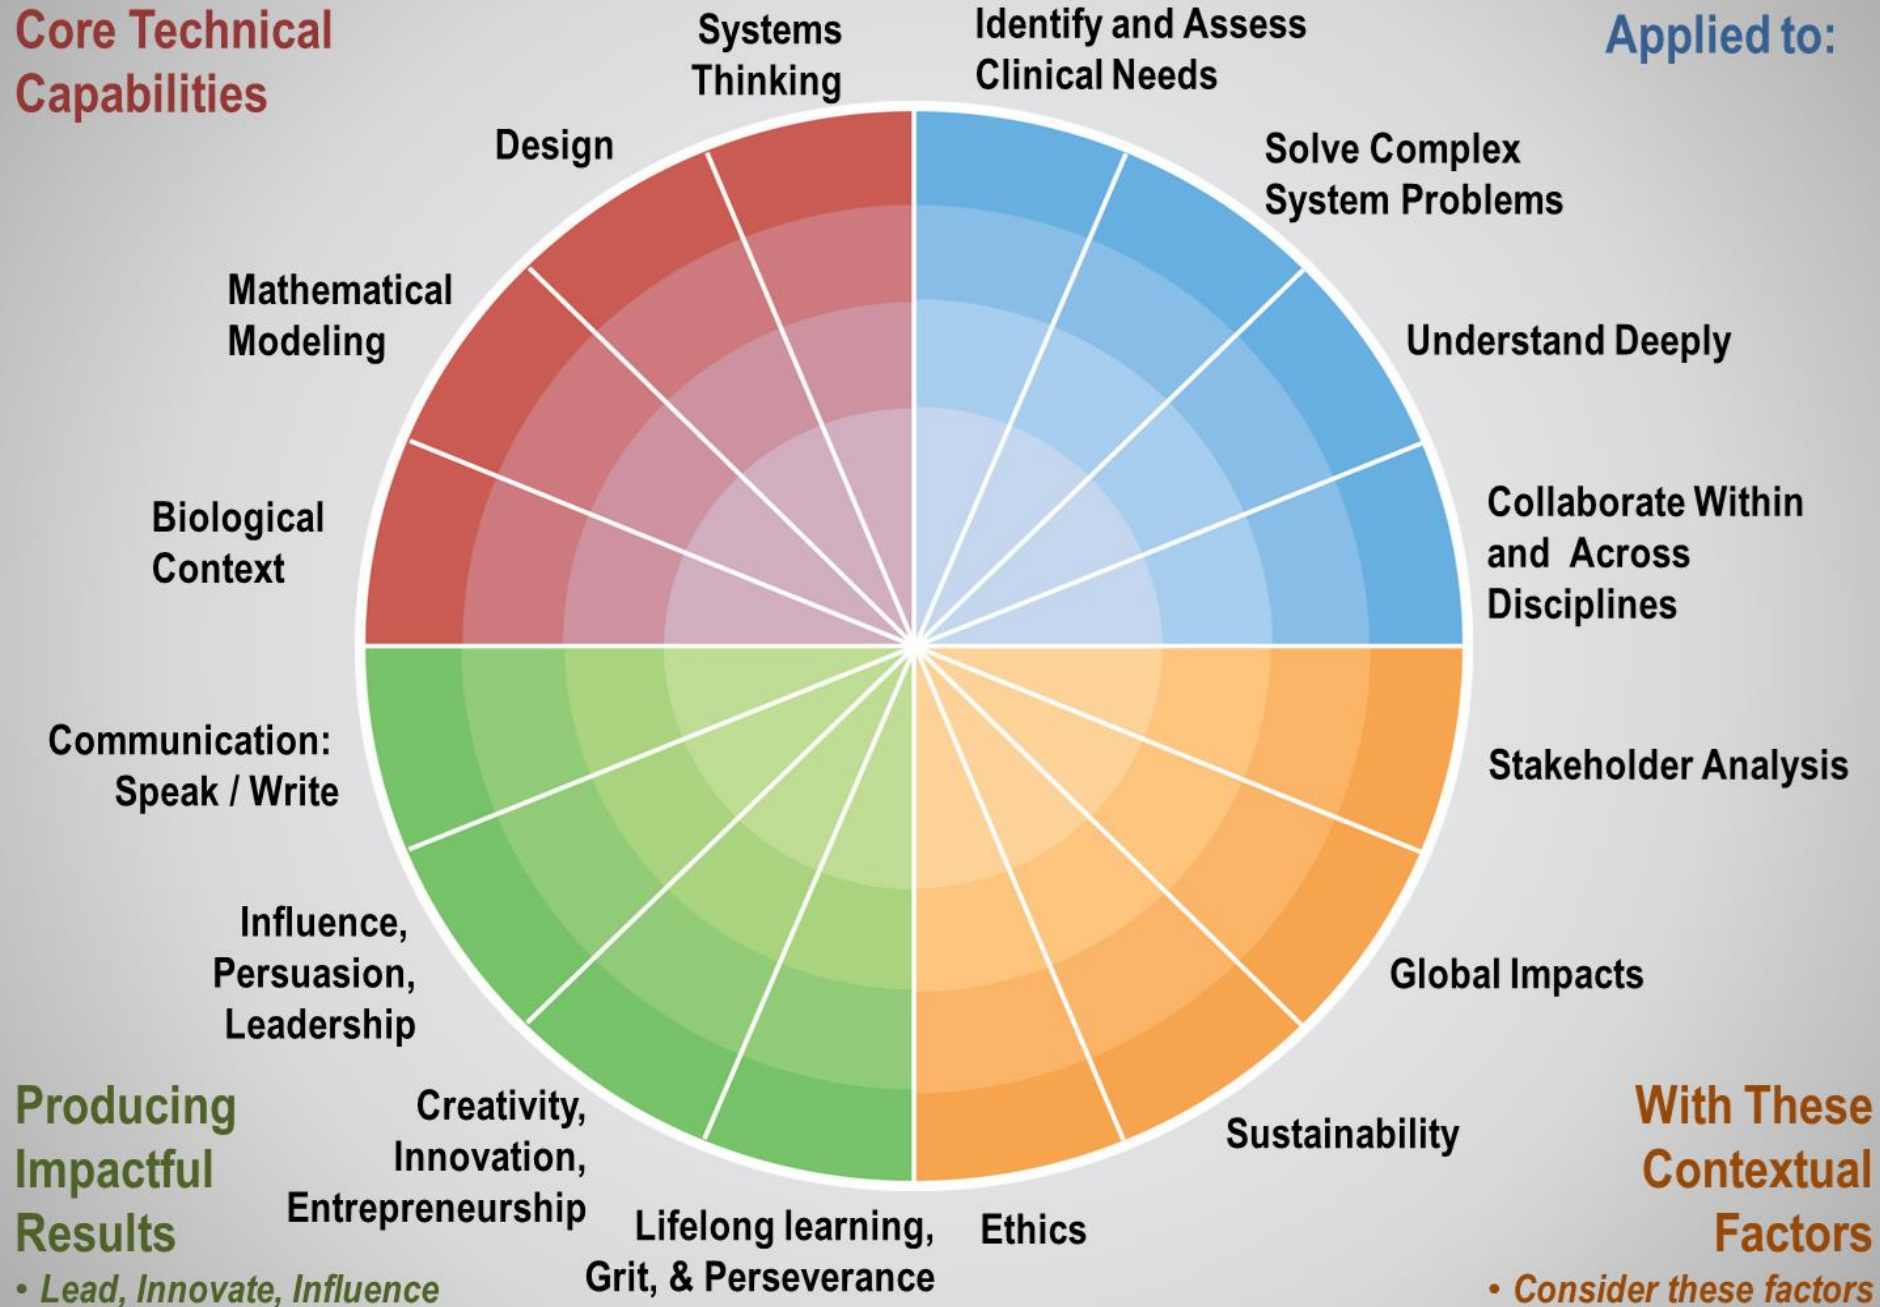 Core Technical
Capabilities
Systems
Thinking
Identify and Assess
Clinical Needs
Applied to:
Design
Solve Complex
System Problems
Mathematical
Modeling
Understand Deeply
Biological
Context
Collaborate Within
and Across
Disciplines
Communication:
Speak / Write
Stakeholder Analysis
Influence,
Persuasion,
Leadership
Global Impacts
Producing
Impactful
Results
• Lead, Innovate, Influence
Creativity,
Innovation,
Entrepreneurship
Lifelong learning,
Grit, & Perseverance
Ethics
Sustainability
With These
Contextual
Factors
• Consider these factors